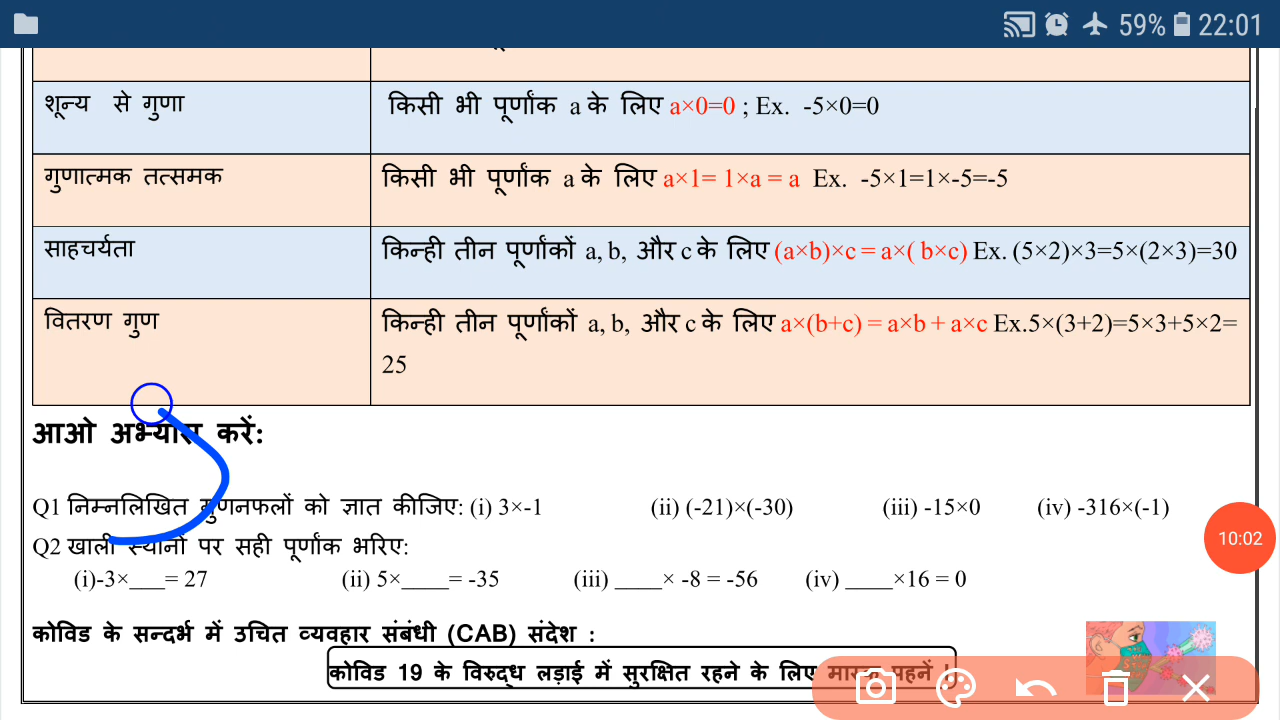 59% 22:01
शून्य से गुणा
किसी भी पूर्णांक a के लिए a×0=0 ; Ex. -5×0=0
गुणात्मक तत्समक
किसी भी पूर्णांक a के लिए a×1= 1×a = a Ex. -5×1=1×-5=-5
साहचर्यता
किन्ही तीन पूर्णांकों a, b, और c के लिए (a×b)×c = a×( b×c) Ex. (5×2)×3=5×(2×3)=30
वितरण गुण
किन्ही तीन पूर्णांकों a, b, और c के लिए a×(b+c) = a×b + a×c Ex.5×(3+2)=5×3+5×2=
25
आओ अभ्यास करें:
Q1 निम्नलिखित गुणनफलों को ज्ञात कीजिए: (i) 3×-1 (ii) (-21)×(-30) (iii) -15×0 (iv) -316×(-1)
10:02
Q2 खाली स्थानों पर सही पूर्णांक भरिए:
(i)-3×___= 27 (ii) 5×____= -35 (iii) ____× -8 = -56 (iv) ____×16 = 0
कोविड के सन्दर्भ में उचित व्यवहार संबंधी (CAB) संदेश :
कोविड 19 के विरुद्ध लड़ाई में सुरक्षित रहने के लिए मास्क पहनें !